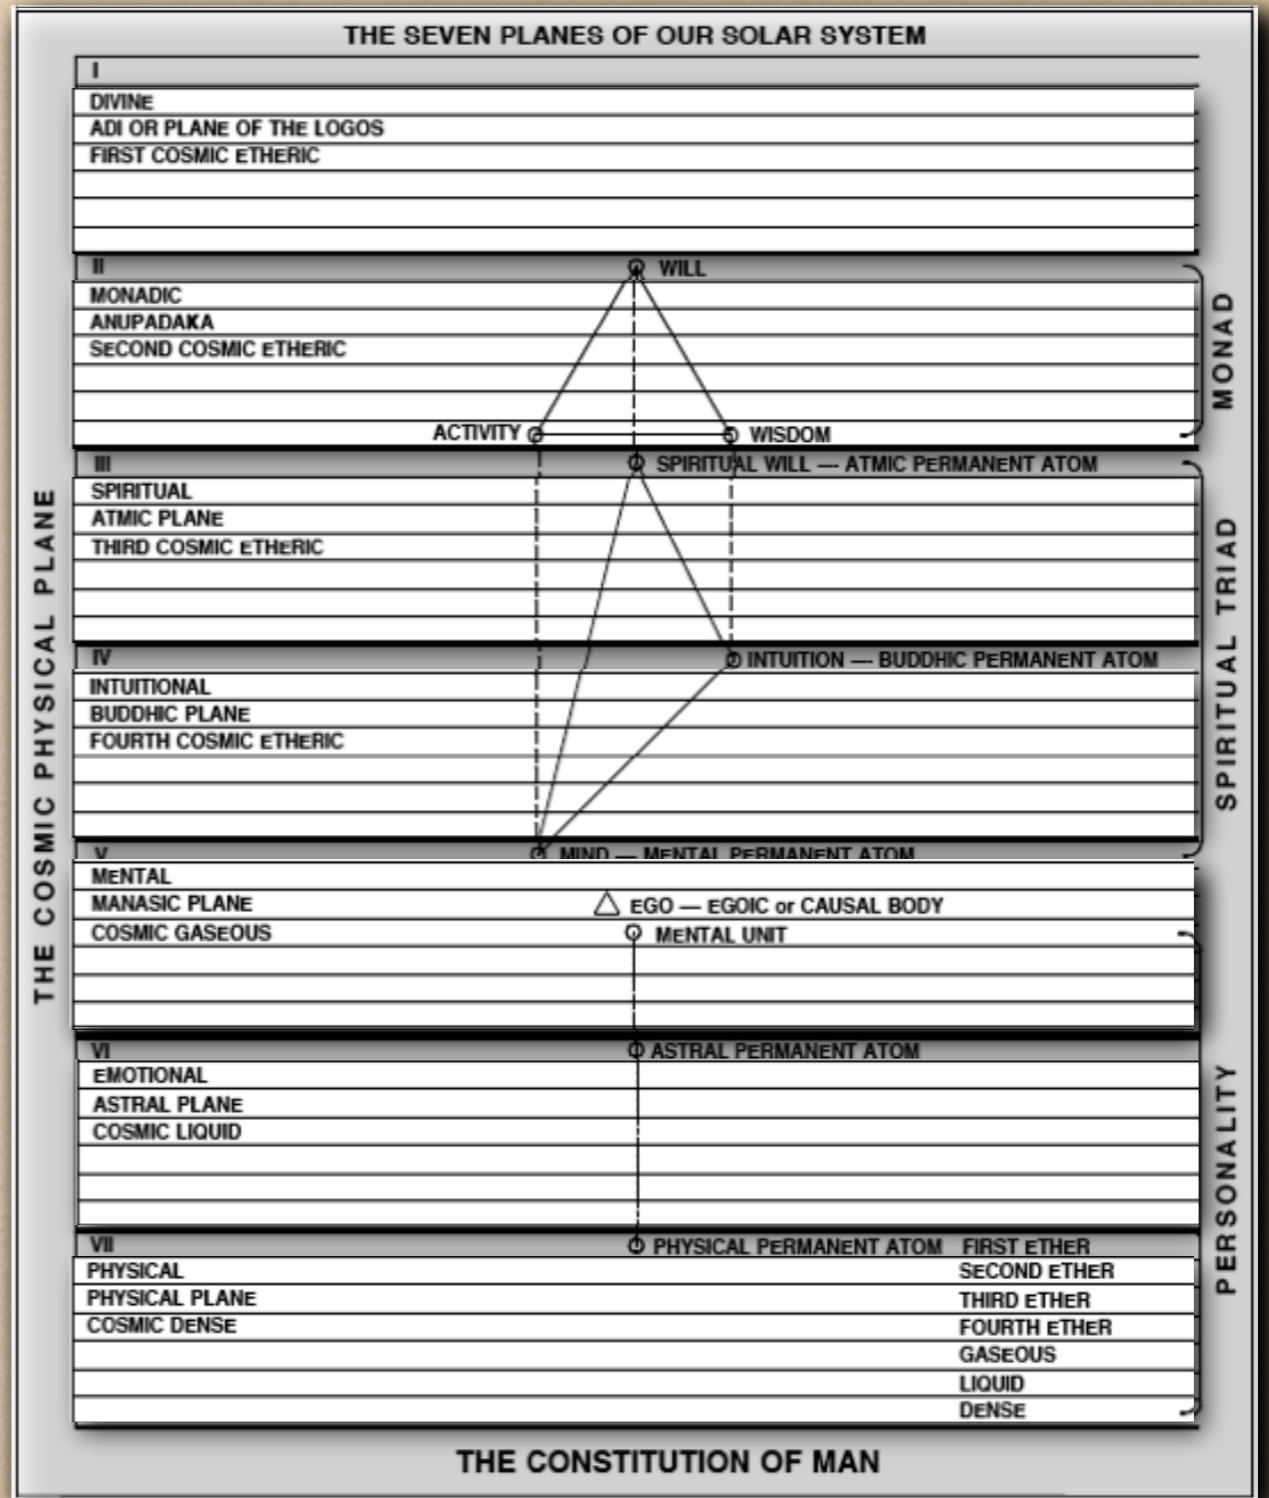 THE SEVEN PLANES OF OUR SOLAR SYSTEM
I
DIVINE
ADI OR PLANE OF THE LOGOS
FIRST COSMIC ETHERIC
II
WILL
MONADIC
ANUPADAKA
SECOND COSMIC ETHERIC
ACTIVITY
WISDOM
MONAD
III
SPIRITUAL WILL — ATMIC PERMANENT ATOM
SPIRITUAL
ATMIC PLANE
THIRD COSMIC ETHERIC
IV
INTUITION — BUDDHIC PERMANENT ATOM
INTUITIONAL
BUDDHIC PLANE
FOURTH COSMIC ETHERIC
SPIRITUAL TRIAD
THE COSMIC PHYSICAL PLANE
V
MIND — MENTAL PERMANENT ATOM
MENTAL
MANASIC PLANE
EGO — EGOIC or CAUSAL BODY
COSMIC GASEOUS
MENTAL UNIT
VI
ASTRAL PERMANENT ATOM
EMOTIONAL
ASTRAL PLANE
COSMIC LIQUID
PERSONALITY
VII
PHYSICAL PERMANENT ATOM FIRST ETHER
PHYSICAL
SECOND ETHER
PHYSICAL PLANE
THIRD ETHER
COSMIC DENSE
FOURTH ETHER
GASEOUS
LIQUID
DENSE
THE CONSTITUTION OF MAN